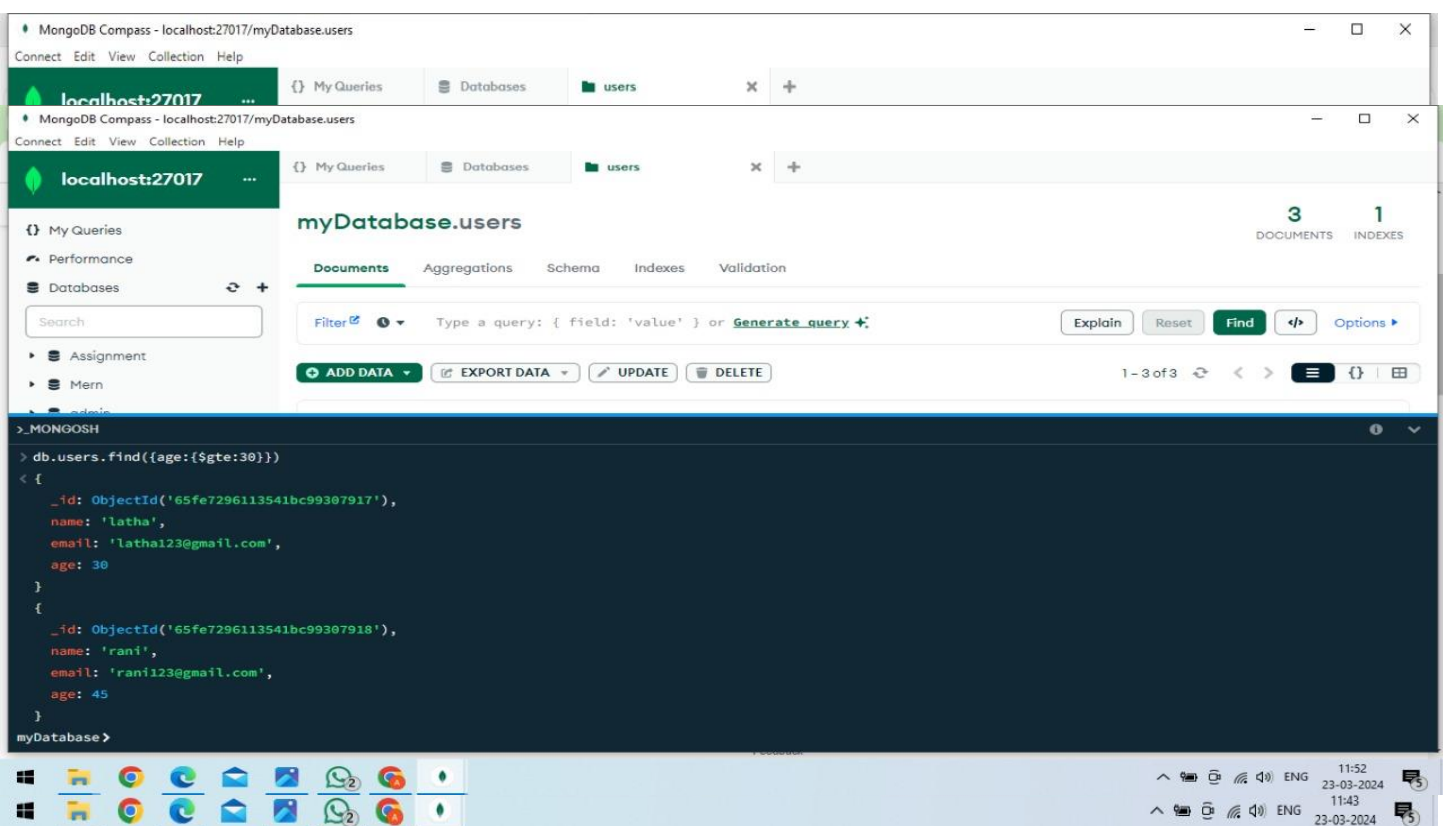 MongoDB Compass - localhost:27017/myDatabase.users
Connect Edit View Collection Help
localhost:27017 ...
{} My Queries Databases users
MongoDB Compass - localhost:27017/myDatabase.users
Connect Edit View Collection Help
localhost:27017 ...
{} My Queries Databases users
myDatabase.users
3 DOCUMENTS
1 INDEXES
{} My Queries
Performance
Databases
Search
Assignment
Mern
admin
Documents Aggregations Schema Indexes Validation
Filter Type a query: { field: 'value' } or Generate query
Explain Reset Find </> Options
ADD DATA EXPORT DATA UPDATE DELETE
1 – 3 of 3 {}
>_MONGOSH
> db.users.find({age:{$gte:30}})
< {
_id: ObjectId('65fe7296113541bc99307917'),
name: 'latha',
email: 'latha123@gmail.com',
age: 30
}
{
_id: ObjectId('65fe7296113541bc99307918'),
name: 'rani',
email: 'rani123@gmail.com',
age: 45
}
myDatabase>
2 ENG 11:52
23-03-2024 5
2 ENG 11:43
23-03-2024 5